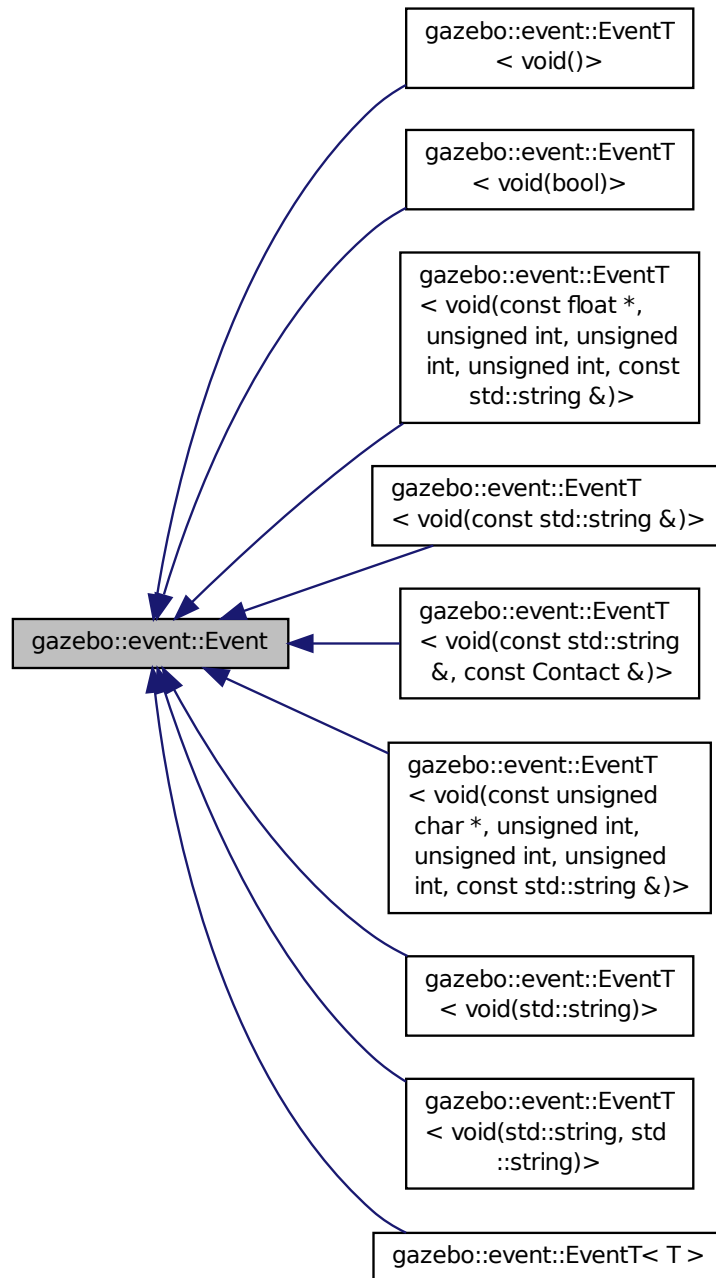 gazebo::event::EventT
< void()>
gazebo::event::EventT
< void(bool)>
gazebo::event::EventT
< void(const float *,
unsigned int, unsigned
int, unsigned int, const
std::string &)>
gazebo::event::EventT
< void(const std::string &)>
gazebo::event::Event
gazebo::event::EventT
< void(const std::string
&, const Contact &)>
gazebo::event::EventT
< void(const unsigned
char *, unsigned int,
unsigned int, unsigned
int, const std::string &)>
gazebo::event::EventT
< void(std::string)>
gazebo::event::EventT
< void(std::string, std
::string)>
gazebo::event::EventT< T >